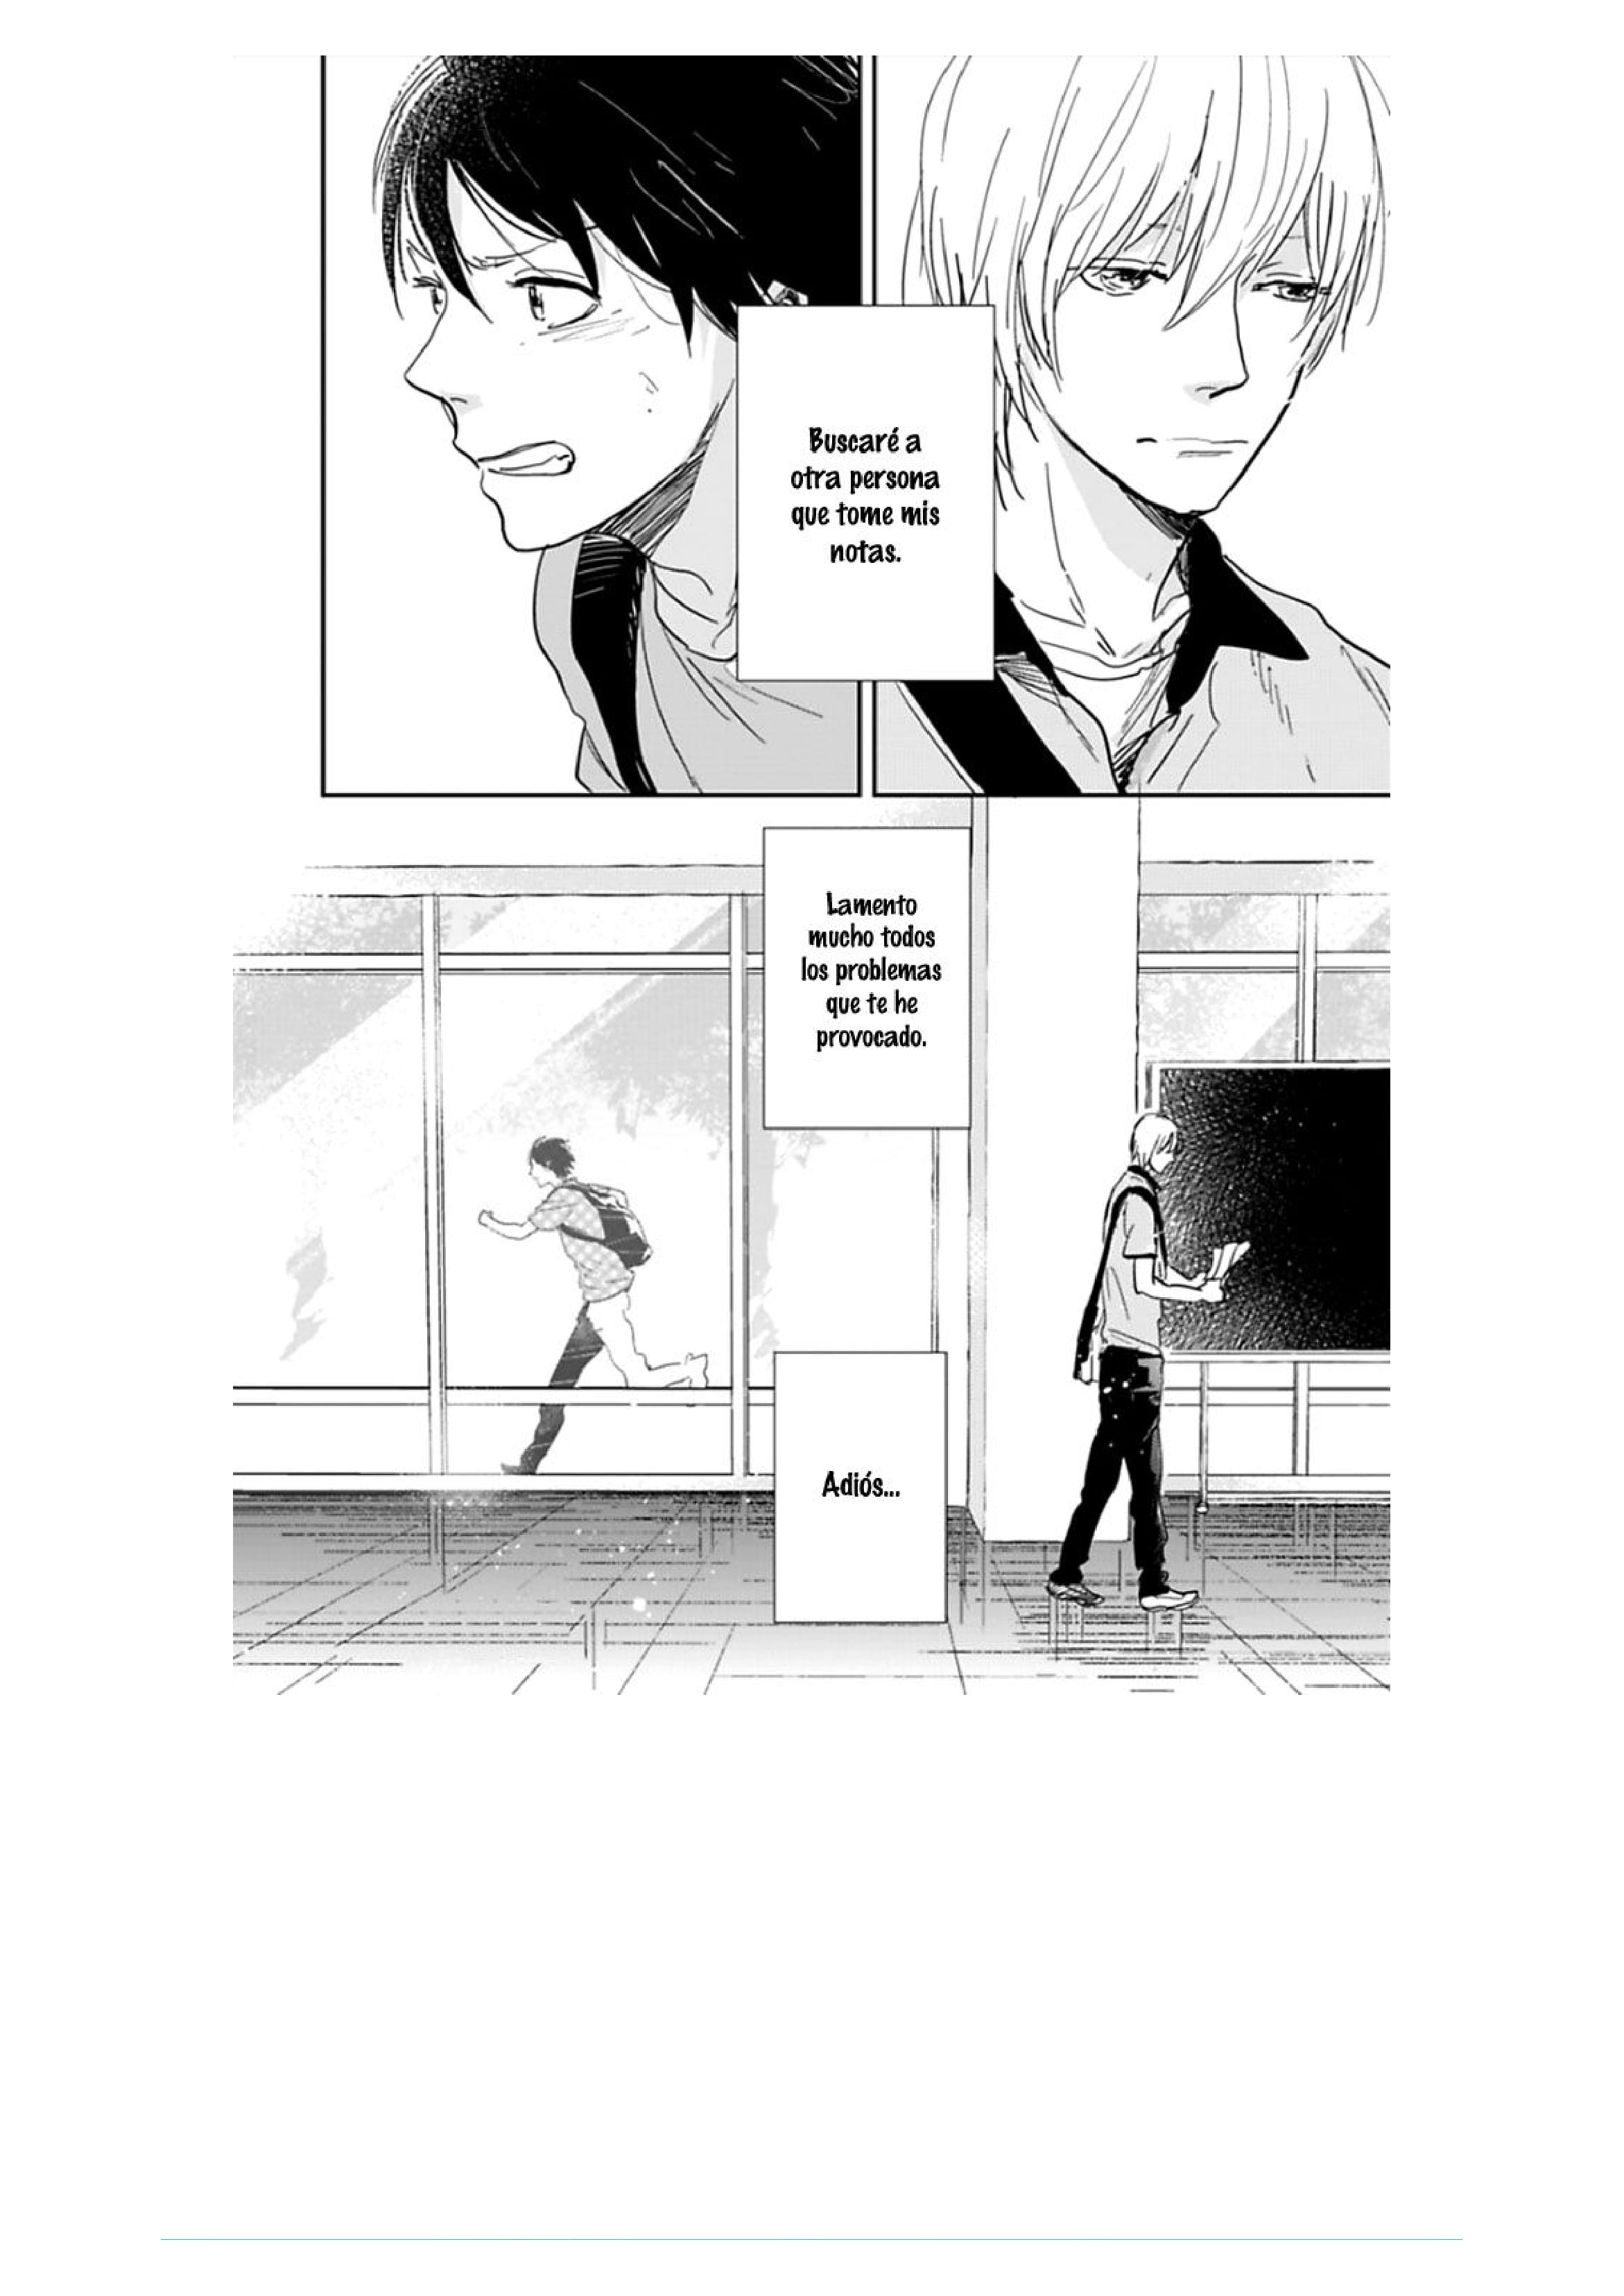 Buscaré a
otra persona
que tome mis
notas.
Lamento
mucho todos
los problemas
que te he
provocado.
Adiós...